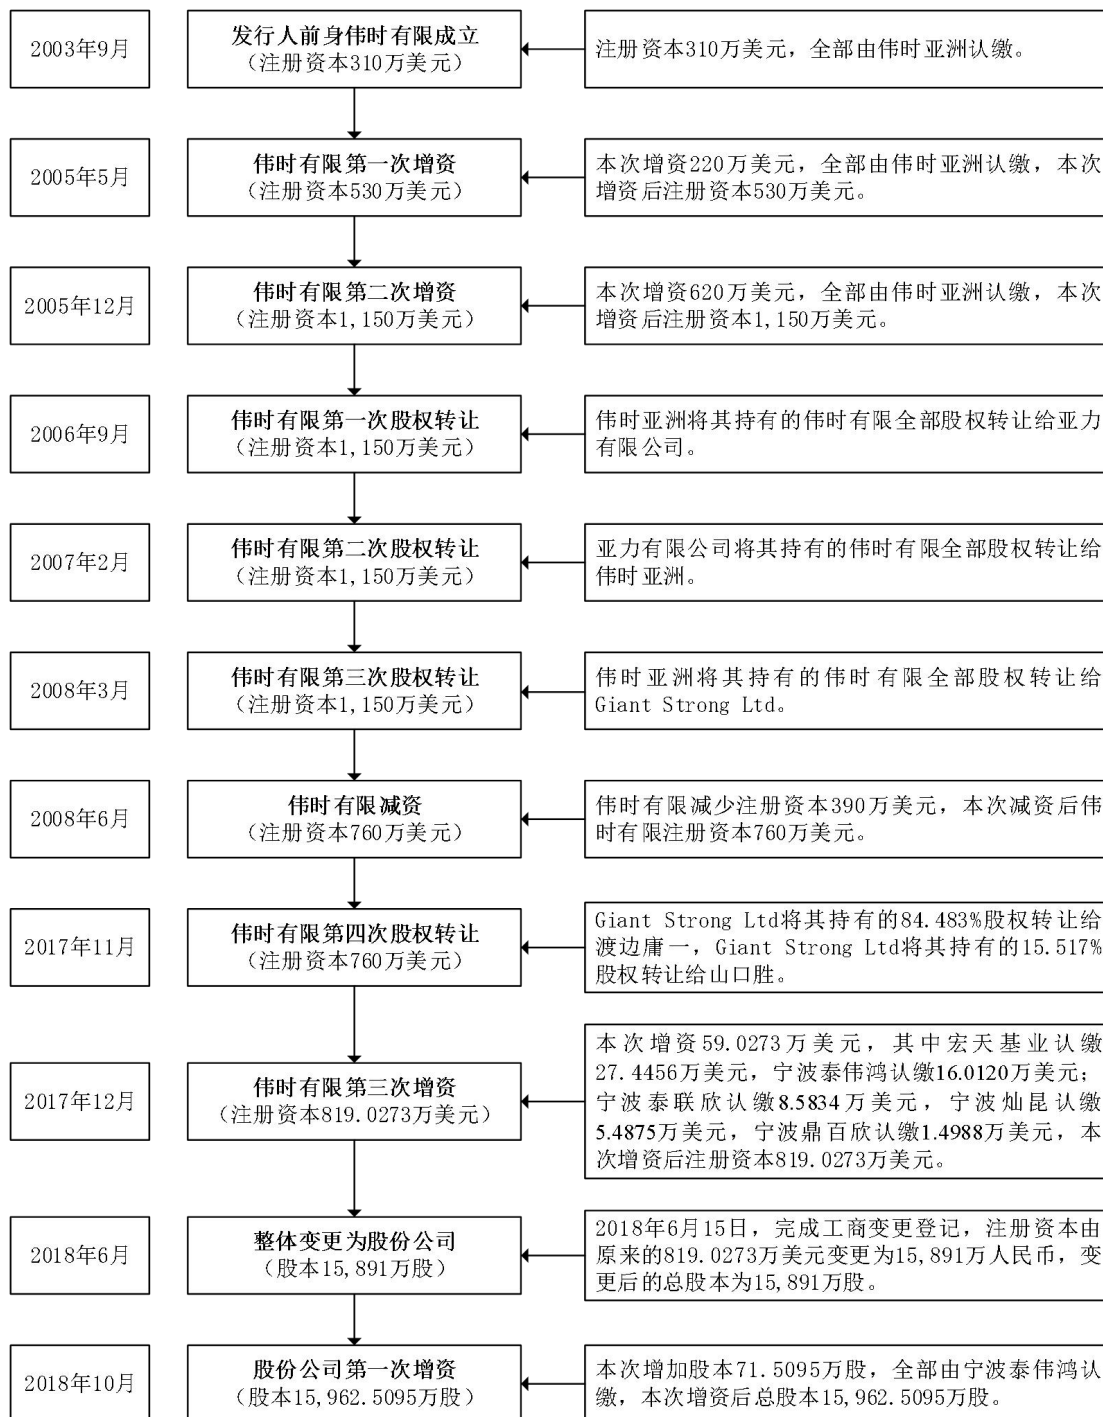 2003年9月
发行人前身伟时有限成立
（注册资本310万美元）
注册资本310万美元，全部由伟时亚洲认缴。
2005年5月
伟时有限第一次增资
（注册资本530万美元）
本次增资220万美元，全部由伟时亚洲认缴，本次
增资后注册资本530万美元。
2005年12月
伟时有限第二次增资
（注册资本1,150万美元）
本次增资620万美元，全部由伟时亚洲认缴，本次
增资后注册资本1,150万美元。
2006年9月
伟时有限第一次股权转让
（注册资本1,150万美元）
伟时亚洲将其持有的伟时有限全部股权转让给亚力
有限公司。
2007年2月
伟时有限第二次股权转让
（注册资本1,150万美元）
亚力有限公司将其持有的伟时有限全部股权转让给
伟时亚洲。
2008年3月
伟时有限第三次股权转让
（注册资本1,150万美元）
伟时亚洲将其持有的伟时有限全部股权转让给
Giant Strong Ltd。
2008年6月
伟时有限减资
（注册资本760万美元）
伟时有限减少注册资本390万美元，本次减资后伟
时有限注册资本760万美元。
2017年11月
伟时有限第四次股权转让
（注册资本760万美元）
Giant Strong Ltd将其持有的84.483%股权转让给
渡边庸一，Giant Strong Ltd将其持有的15.517%
股权转让给山口胜。
2017年12月
伟时有限第三次增资
（注册资本819.0273万美元）
本次增资59.0273万美元，其中宏天基业认缴
27.4456万美元，宁波泰伟鸿认缴16.0120万美元；
宁波泰联欣认缴8.5834万美元，宁波灿昆认缴
5.4875万美元，宁波鼎百欣认缴1.4988万美元，本
次增资后注册资本819.0273万美元。
2018年6月
整体变更为股份公司
（股本15,891万股）
2018年6月15日，完成工商变更登记，注册资本由
原来的819.0273万美元变更为15,891万人民币，变
更后的总股本为15,891万股。
2018年10月
股份公司第一次增资
（股本15,962.5095万股）
本次增加股本71.5095万股，全部由宁波泰伟鸿认
缴，本次增资后总股本15,962.5095万股。